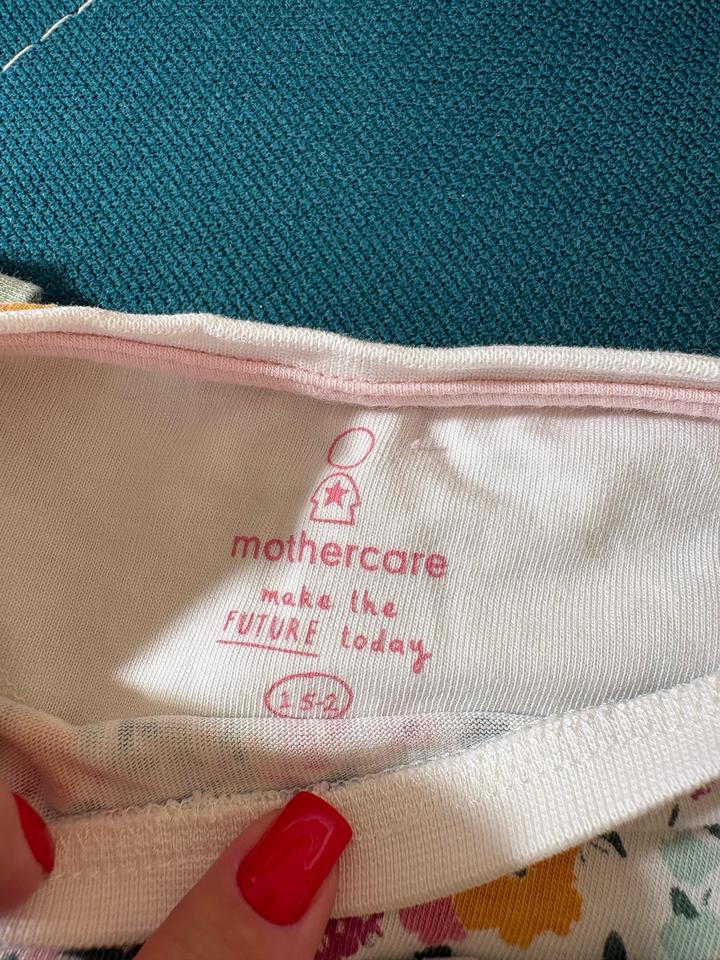 mothercare
make the
FUTURE today
1 5-2